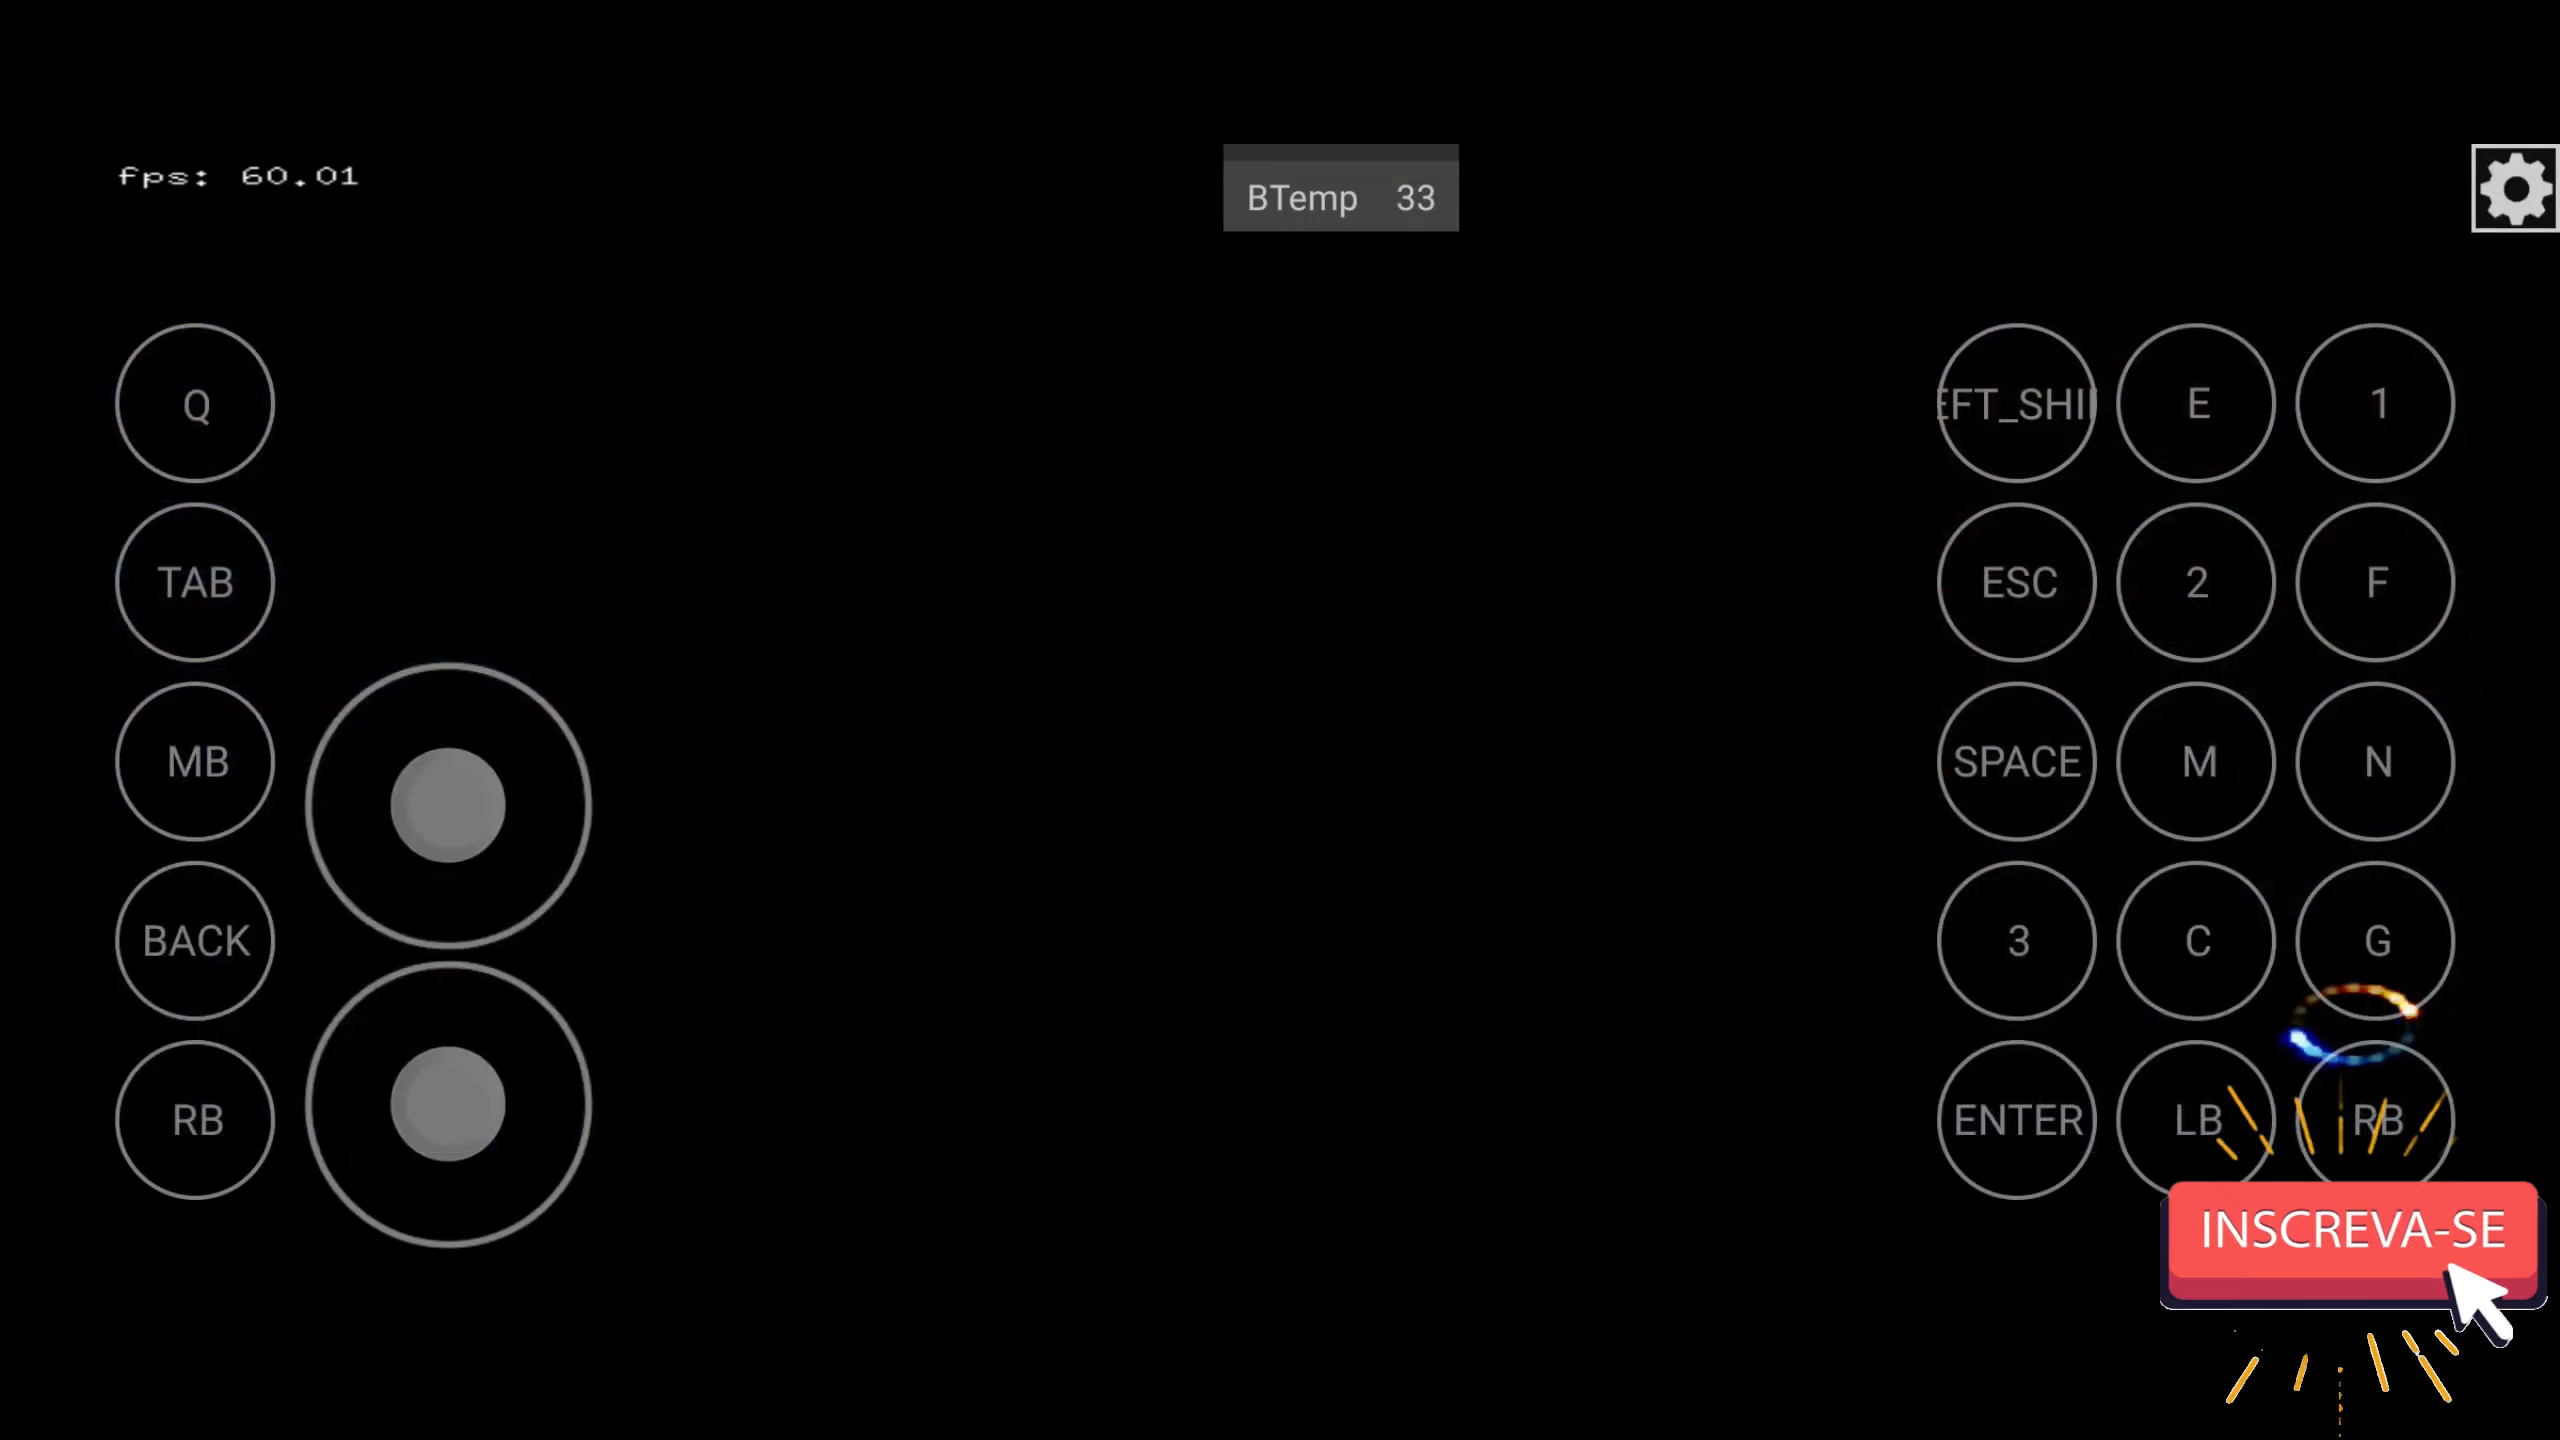 fps: 60.01
BTemp 33
Q
EFT_SHI
E
1
TAB
ESC
2
F
MB
SPACE
M
N
BACK
3
C
G
RB
ENTER
LB
RB
INSCREVA-SE